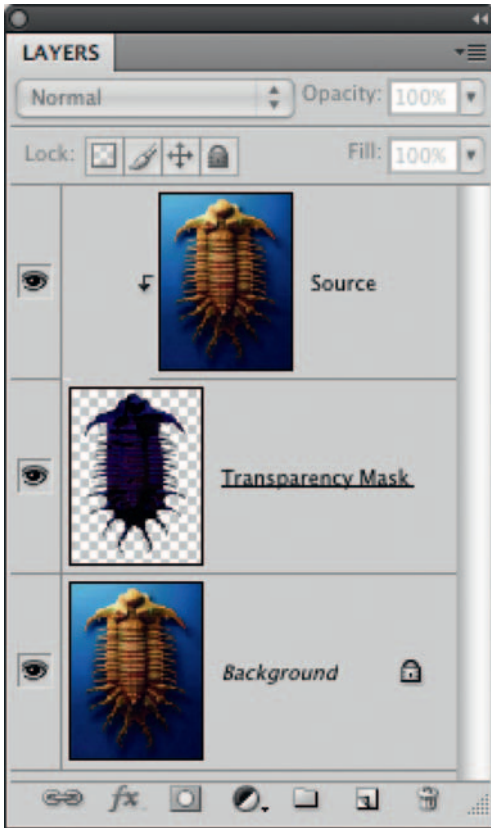 LAYERS
Normal Opacity: 100%
Lock: Fill: 100%
Source
Transparency Mask
Background
fx